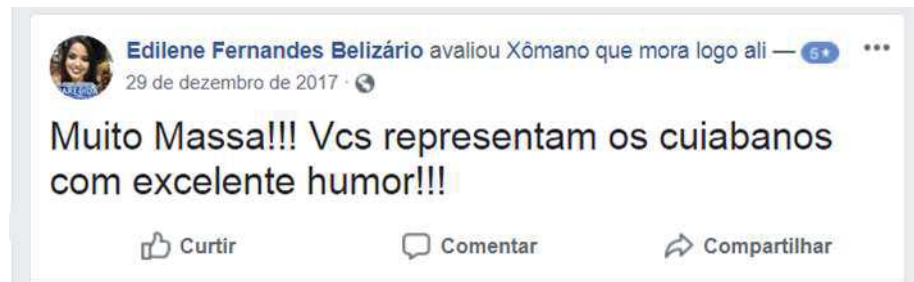 Edilene Fernandes Belizário avaliou Xômano que mora logo ali — 5★
29 de dezembro de 2017 ·
Muito Massa!!! Vcs representam os cuiabanos
com excelente humor!!!
Curtir Comentar Compartilhar